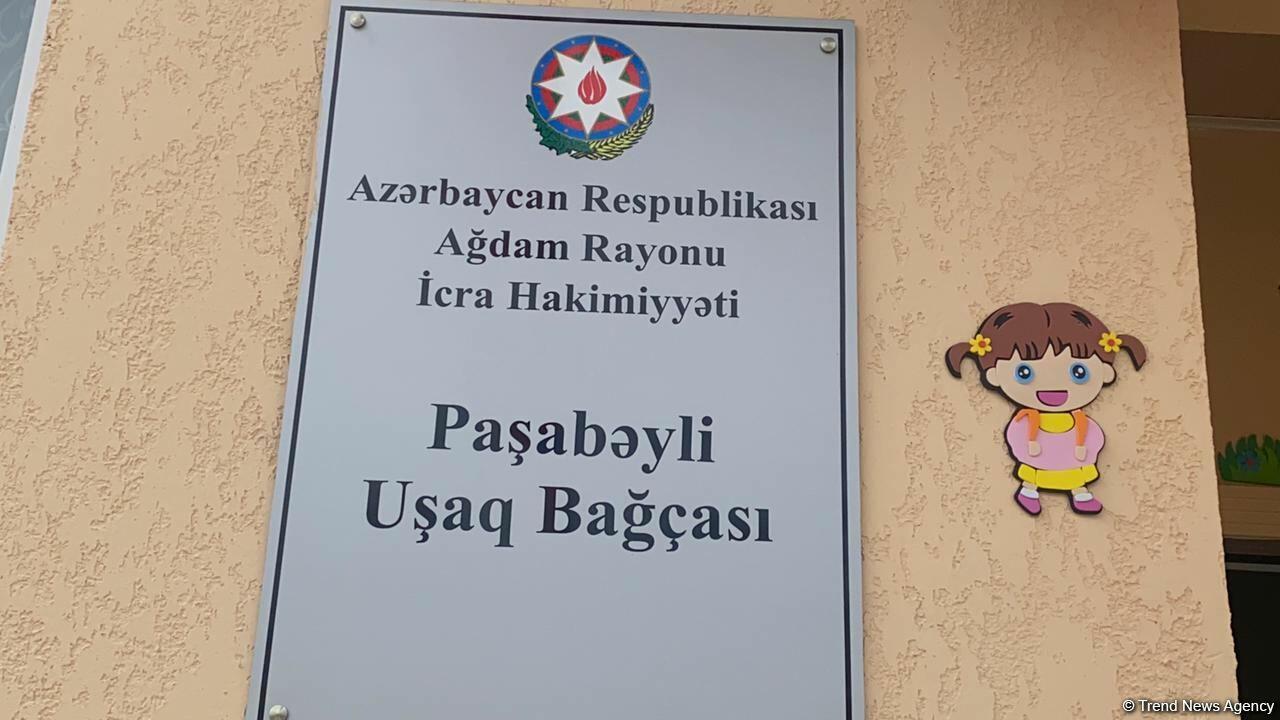 Azərbaycan Respublikası
Ağdam Rayonu
İcra Hakimiyyəti
Paşabəyli
Uşaq Bağçası
© Trend News Agency